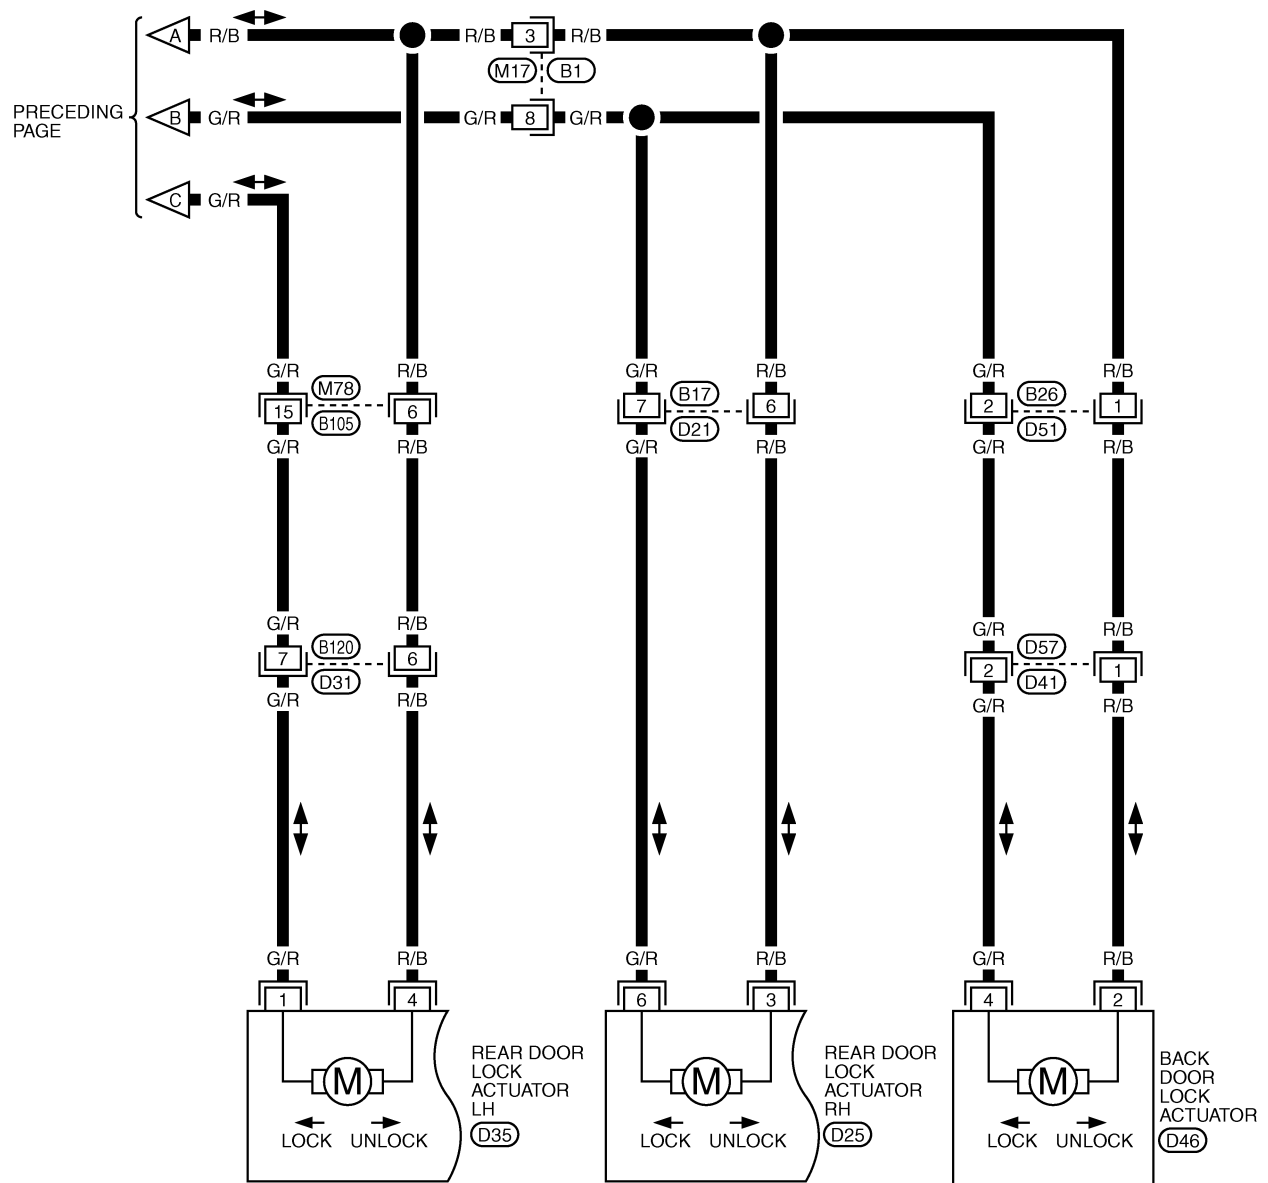 A R/B R/B 3 R/B
M17 B1
PRECEDING
PAGE
B G/R G/R 8 G/R
C G/R
G/R R/B G/R R/B G/R R/B
M78 B17 B26
15 6 7 6 2 1
B105 D21 D51
G/R R/B G/R R/B G/R R/B
G/R R/B G/R R/B
B120 D57
7 6 2 1
D31 D41
G/R R/B G/R R/B
G/R R/B G/R R/B G/R R/B
1 4 6 3 4 2
M M M
REAR DOOR
LOCK
ACTUATOR
LH
D35
REAR DOOR
LOCK
ACTUATOR
RH
D25
BACK
DOOR
LOCK
ACTUATOR
D46
LOCK UNLOCK LOCK UNLOCK LOCK UNLOCK